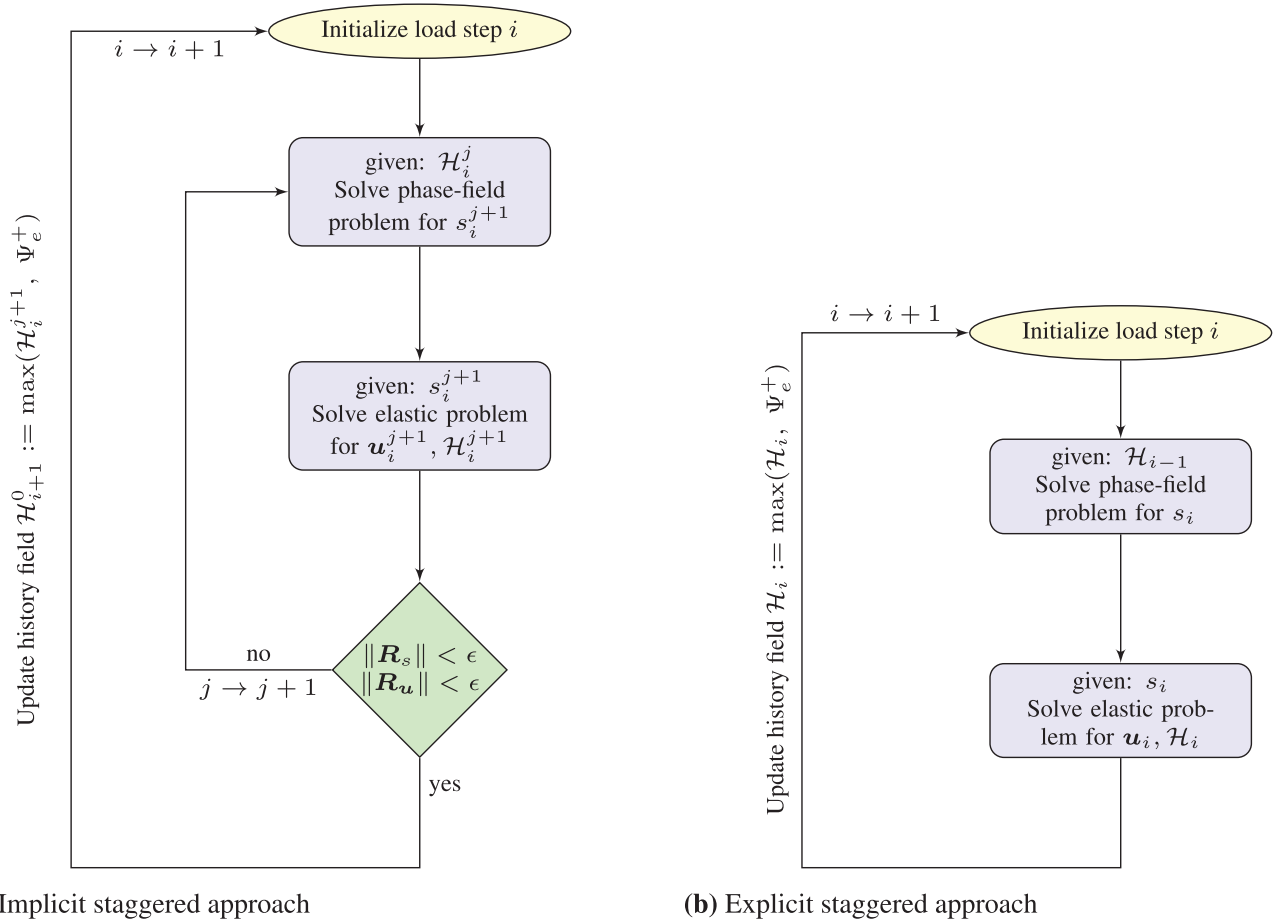 Initialize load step i
i → i + 1
given: ℋ_i^j
Solve phase-field
problem for s_i^{j+1}
given: s_i^{j+1}
Solve elastic problem
for 𝒖_i^{j+1}, ℋ_i^{j+1}
‖𝑹_s‖ < ϵ
‖𝑹_𝒖‖ < ϵ
no
j → j + 1
yes
Update history field ℋ_{i+1}^0 := max(ℋ_i^{j+1}, Ψ_e^+)
Implicit staggered approach
Initialize load step i
i → i + 1
given: ℋ_{i−1}
Solve phase-field
problem for s_i
given: s_i
Solve elastic prob-
lem for 𝒖_i, ℋ_i
Update history field ℋ_i := max(ℋ_i, Ψ_e^+)
(b) Explicit staggered approach